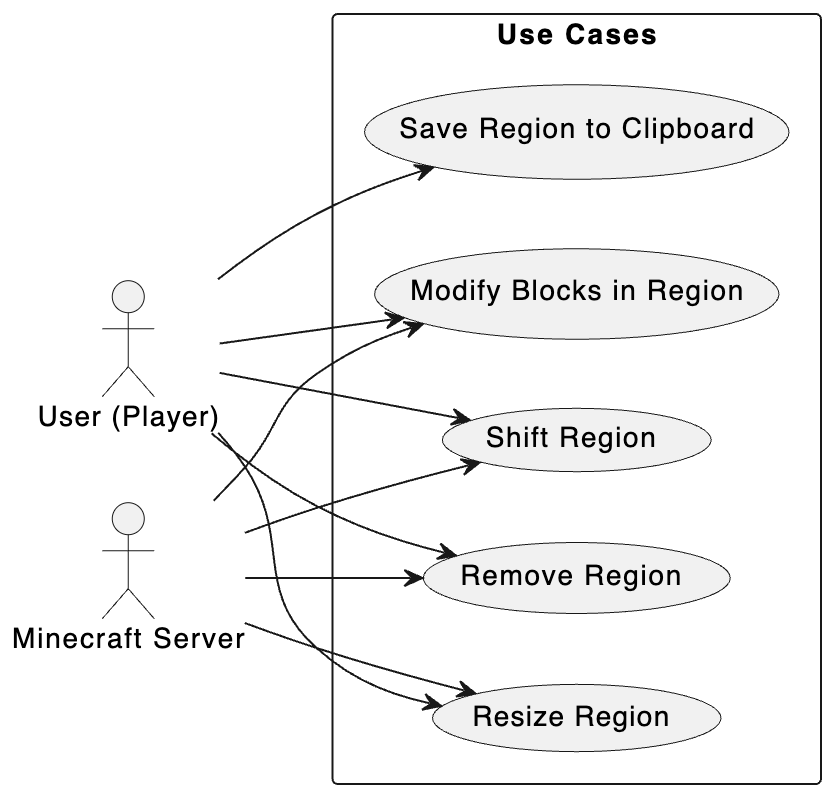 Use Cases
Save Region to Clipboard
Modify Blocks in Region
User (Player)
Shift Region
Remove Region
Minecraft Server
Resize Region